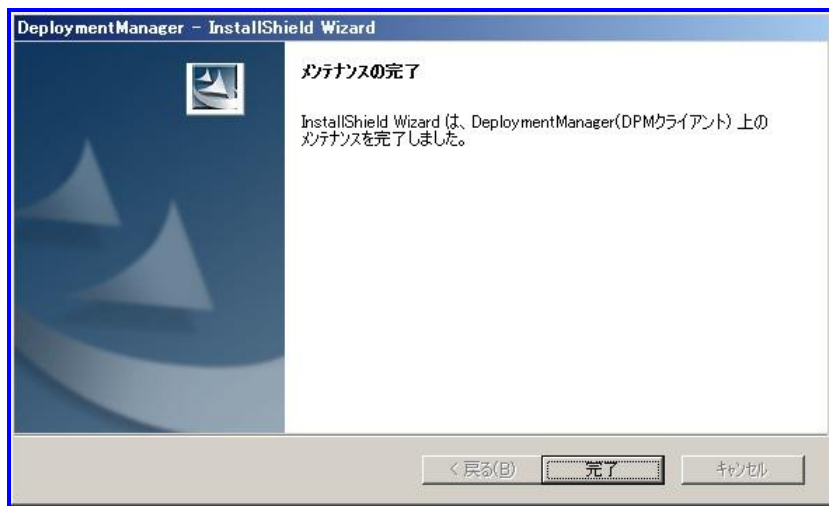 DeploymentManager - InstallShield Wizard
メンテナンスの完了
InstallShield Wizard は、DeploymentManager(DPMクライアント) 上の
メンテナンスを完了しました。
< 戻る(B)
完了
キャンセル